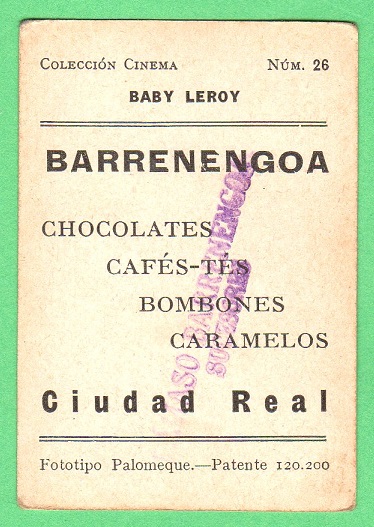 Colección Cinema Núm. 26
BABY LEROY
BARRENENGOA
CHOCOLATES
CAFÉS-TÉS
BOMBONES
CARAMELOS
Ciudad Real
Fototipo Palomeque.—Patente 120.200
BARRENENGOA